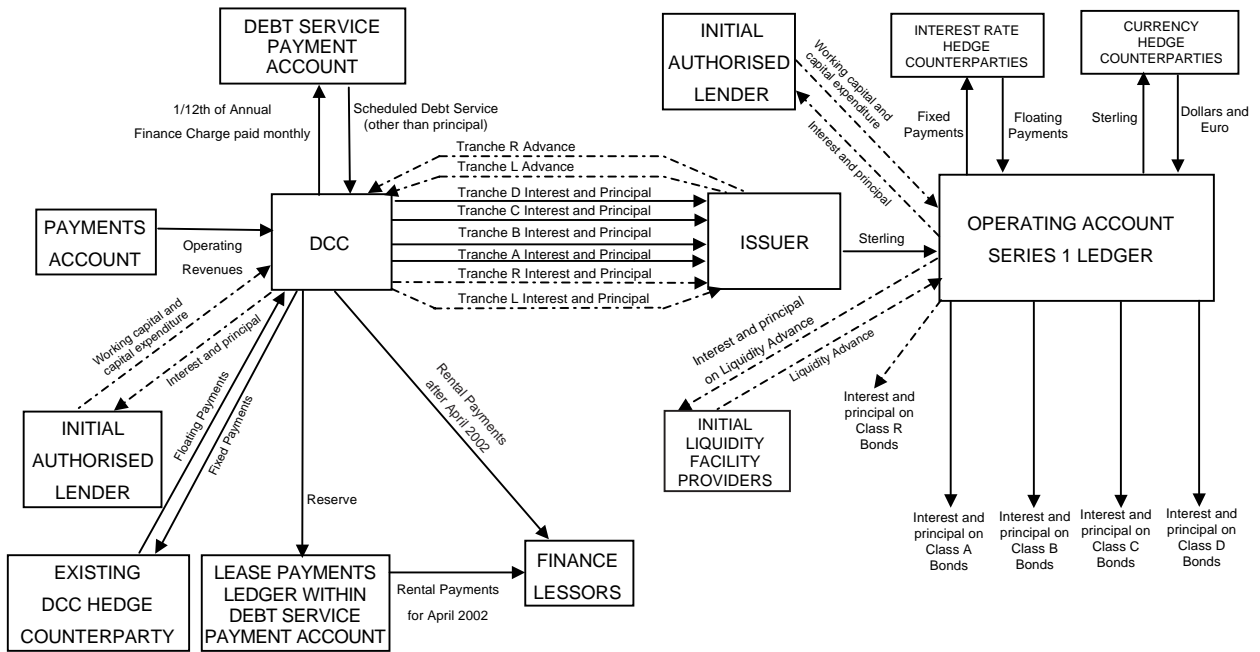 DEBT SERVICE
PAYMENT
ACCOUNT
1/12th of Annual
Finance Charge paid monthly
Scheduled Debt Service
(other than principal)
PAYMENTS
ACCOUNT
Operating
Revenues
DCC
Tranche R Advance
Tranche L Advance
Tranche D Interest and Principal
Tranche C Interest and Principal
Tranche B Interest and Principal
Tranche A Interest and Principal
Tranche R Interest and Principal
Tranche L Interest and Principal
ISSUER
Sterling
INITIAL
AUTHORISED
LENDER
Working capital and
capital expenditure
Interest and principal
INTEREST RATE
HEDGE
COUNTERPARTIES
Fixed
Payments
Floating
Payments
CURRENCY
HEDGE
COUNTERPARTIES
Sterling
Dollars and
Euro
OPERATING ACCOUNT
SERIES 1 LEDGER
Working capital and
capital expenditure
Interest and principal
INITIAL
AUTHORISED
LENDER
Floating Payments
Fixed Payments
EXISTING
DCC HEDGE
COUNTERPARTY
Reserve
LEASE PAYMENTS
LEDGER WITHIN
DEBT SERVICE
PAYMENT ACCOUNT
Rental Payments
for April 2002
Rental Payments
after April 2002
FINANCE
LESSORS
Interest and principal
on Liquidity Advance
Liquidity Advance
INITIAL
LIQUIDITY
FACILITY
PROVIDERS
Interest and
principal on
Class R
Bonds
Interest and
principal on
Class A
Bonds
Interest and
principal on
Class B
Bonds
Interest and
principal on
Class C
Bonds
Interest and
principal on
Class D
Bonds